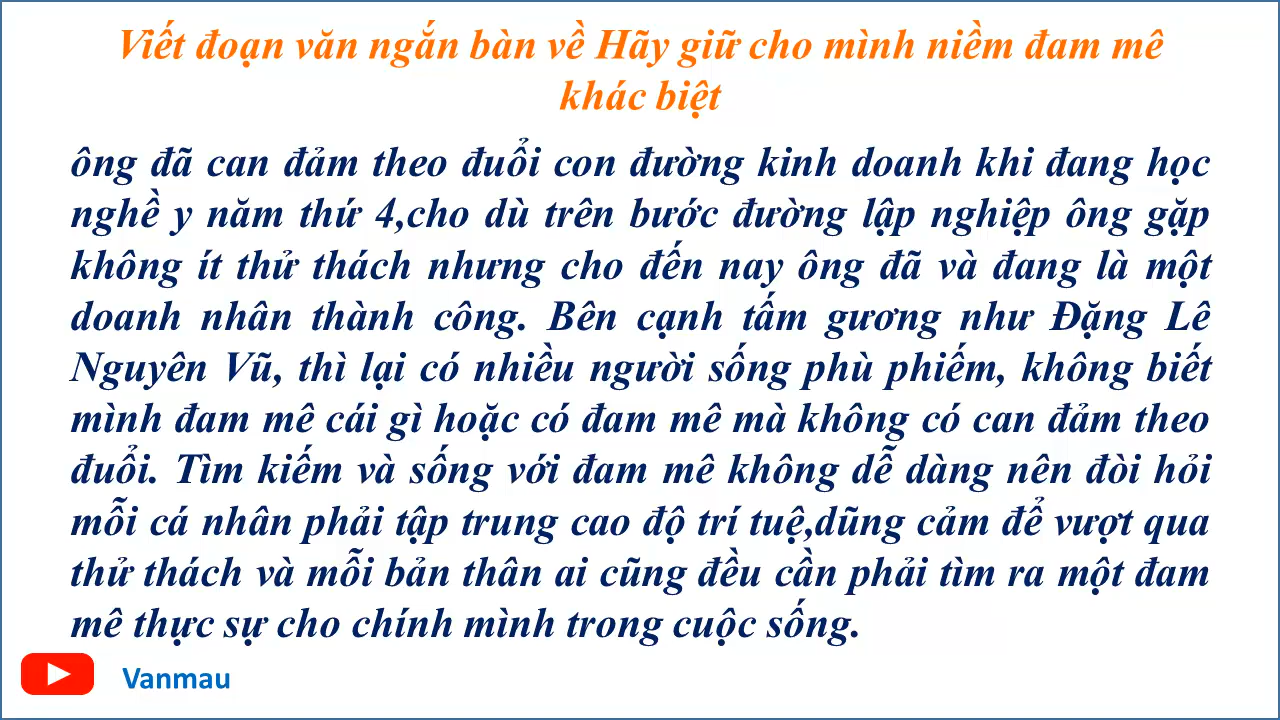 Viết đoạn văn ngắn bàn về Hãy giữ cho mình niềm đam mê
khác biệt
ông đã can đảm theo đuổi con đường kinh doanh khi đang học
nghề y năm thứ 4,cho dù trên bước đường lập nghiệp ông gặp
không ít thử thách nhưng cho đến nay ông đã và đang là một
doanh nhân thành công. Bên cạnh tấm gương như Đặng Lê
Nguyên Vũ, thì lại có nhiều người sống phù phiếm, không biết
mình đam mê cái gì hoặc có đam mê mà không có can đảm theo
đuổi. Tìm kiếm và sống với đam mê không dễ dàng nên đòi hỏi
mỗi cá nhân phải tập trung cao độ trí tuệ,dũng cảm để vượt qua
thử thách và mỗi bản thân ai cũng đều cần phải tìm ra một đam
mê thực sự cho chính mình trong cuộc sống.
Vanmau